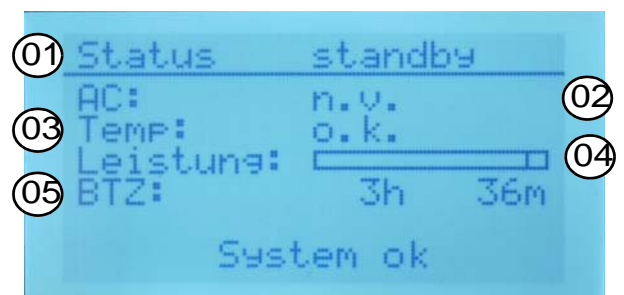 01 Status standby
AC: n.v. 02
03 Temp: o.k.
Leistung: 04
05 BTZ: 3h 36m
System ok